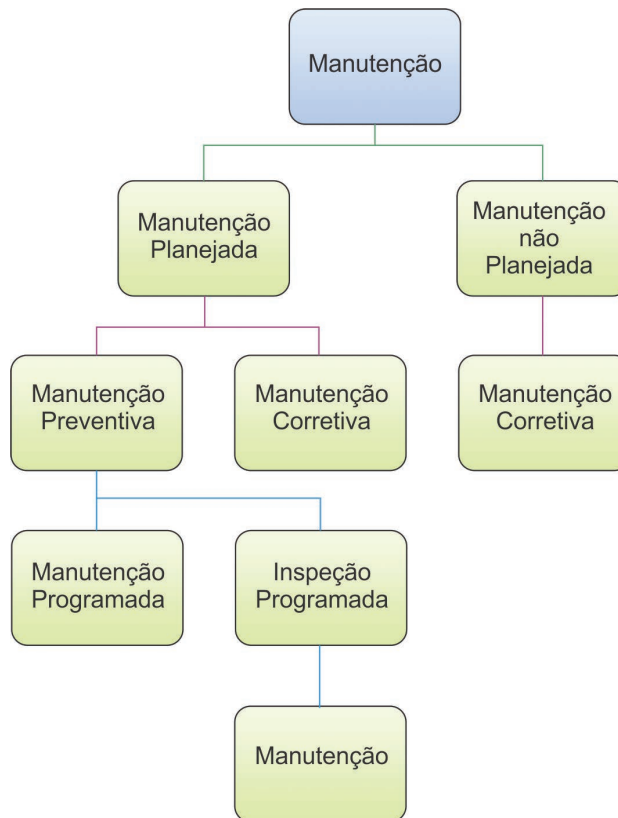 Manutenção
Manutenção
Planejada
Manutenção
não
Planejada
Manutenção
Preventiva
Manutenção
Corretiva
Manutenção
Corretiva
Manutenção
Programada
Inspeção
Programada
Manutenção